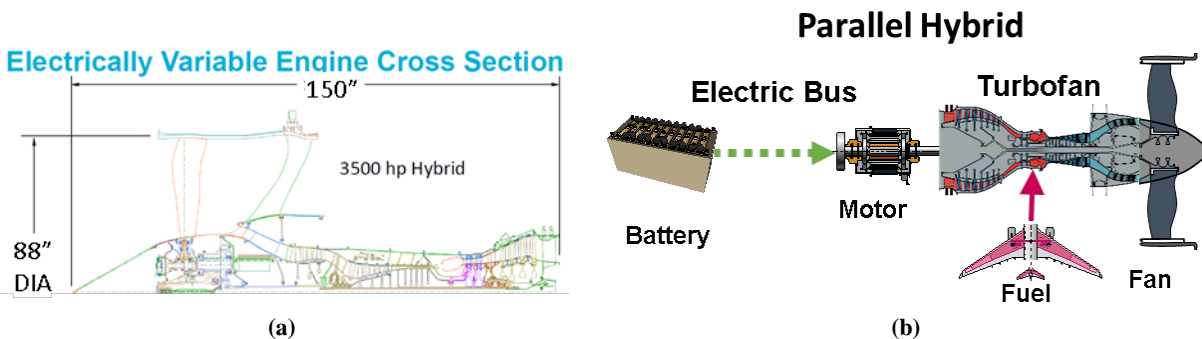 Electrically Variable Engine Cross Section
150”
3500 hp Hybrid
88”
DIA
(a)
Parallel Hybrid
Electric Bus
Turbofan
Motor
Battery
Fuel
Fan
(b)